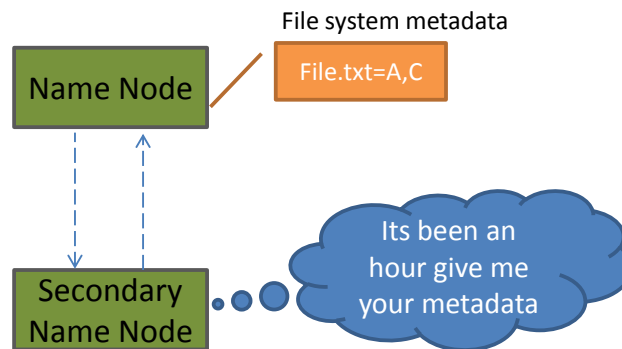 File system metadata
Name Node
File.txt=A,C
Its been an
hour give me
your metadata
Secondary
Name Node